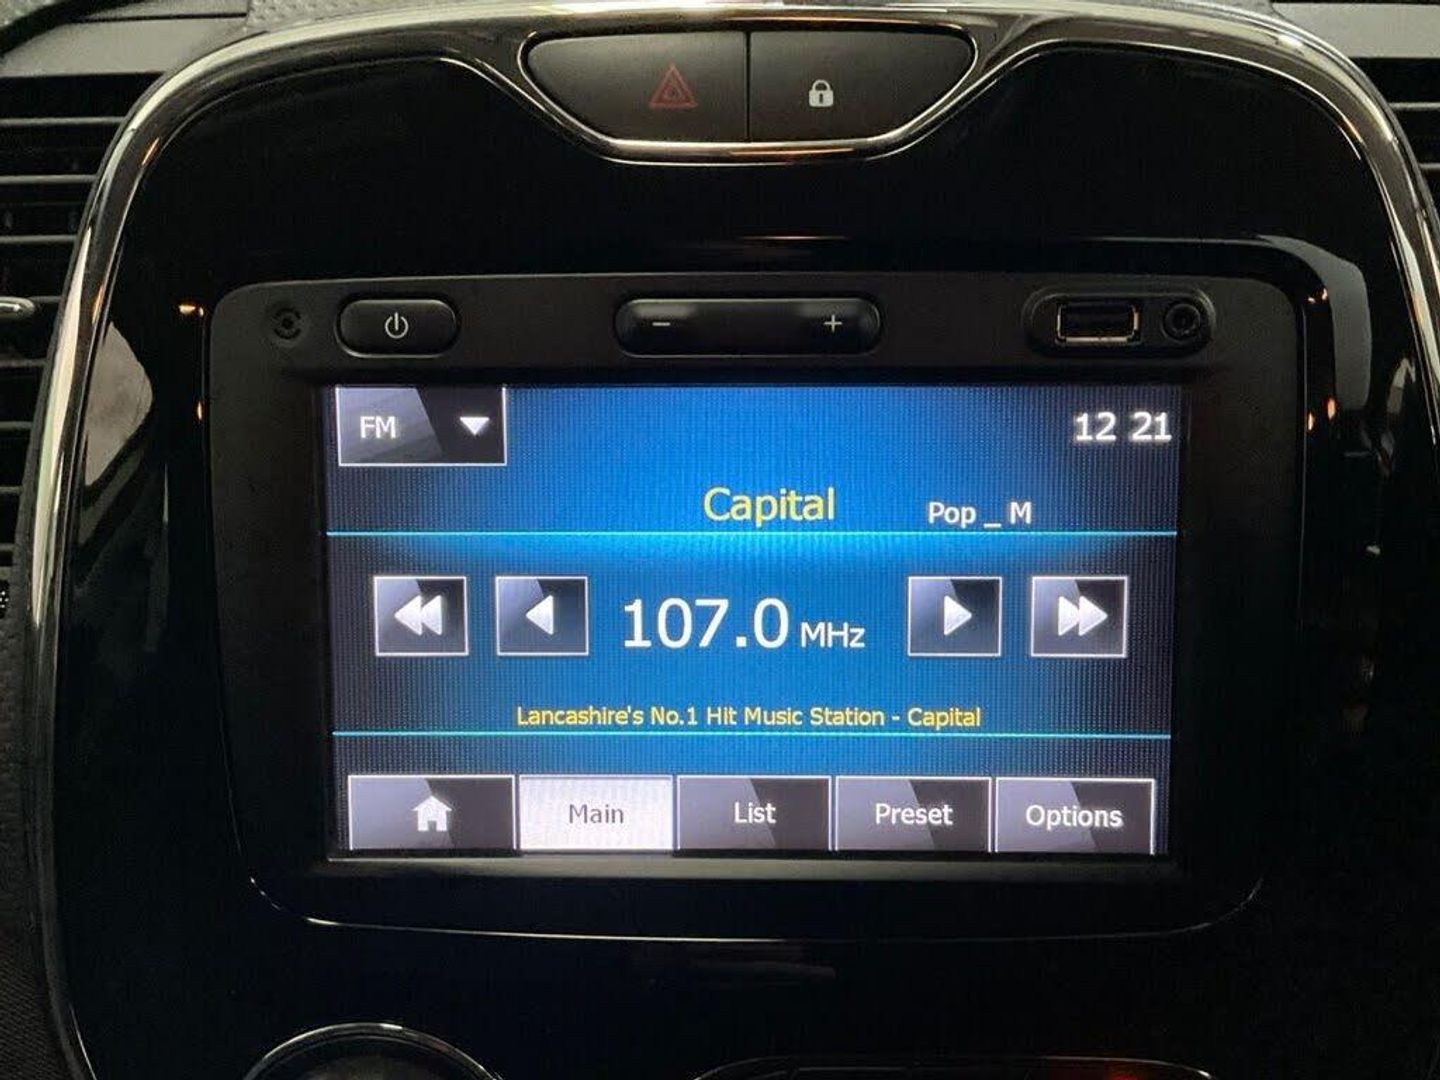 FM
12 21
Capital
Pop _ M
107.0 MHz
Lancashire's No.1 Hit Music Station - Capital
Main
List
Preset
Options